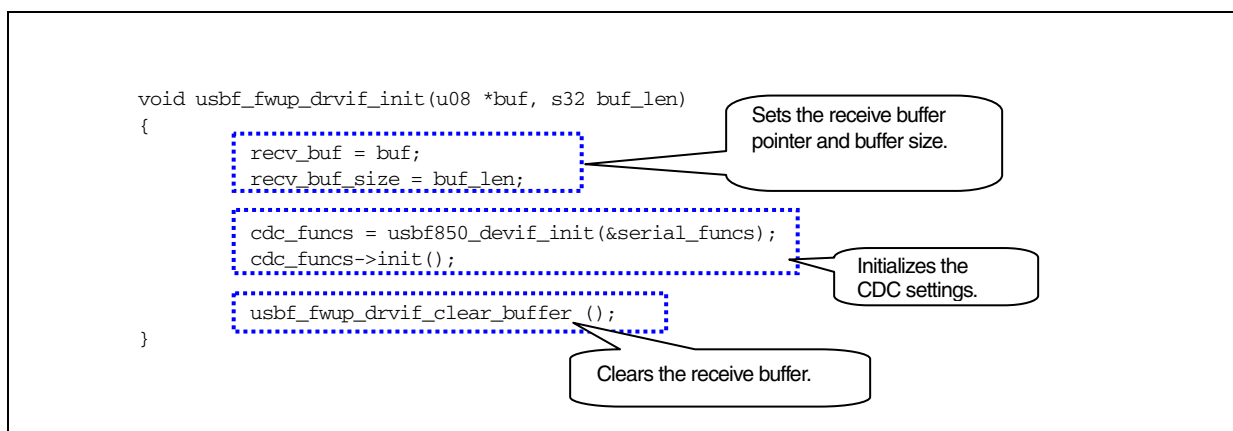 void usbf_fwup_drvif_init(u08 *buf, s32 buf_len)
{
Sets the receive buffer
pointer and buffer size.
recv_buf = buf;
recv_buf_size = buf_len;
cdc_funcs = usbf850_devif_init(&serial_funcs);
cdc_funcs->init();
Initializes the
CDC settings.
usbf_fwup_drvif_clear_buffer ();
}
Clears the receive buffer.